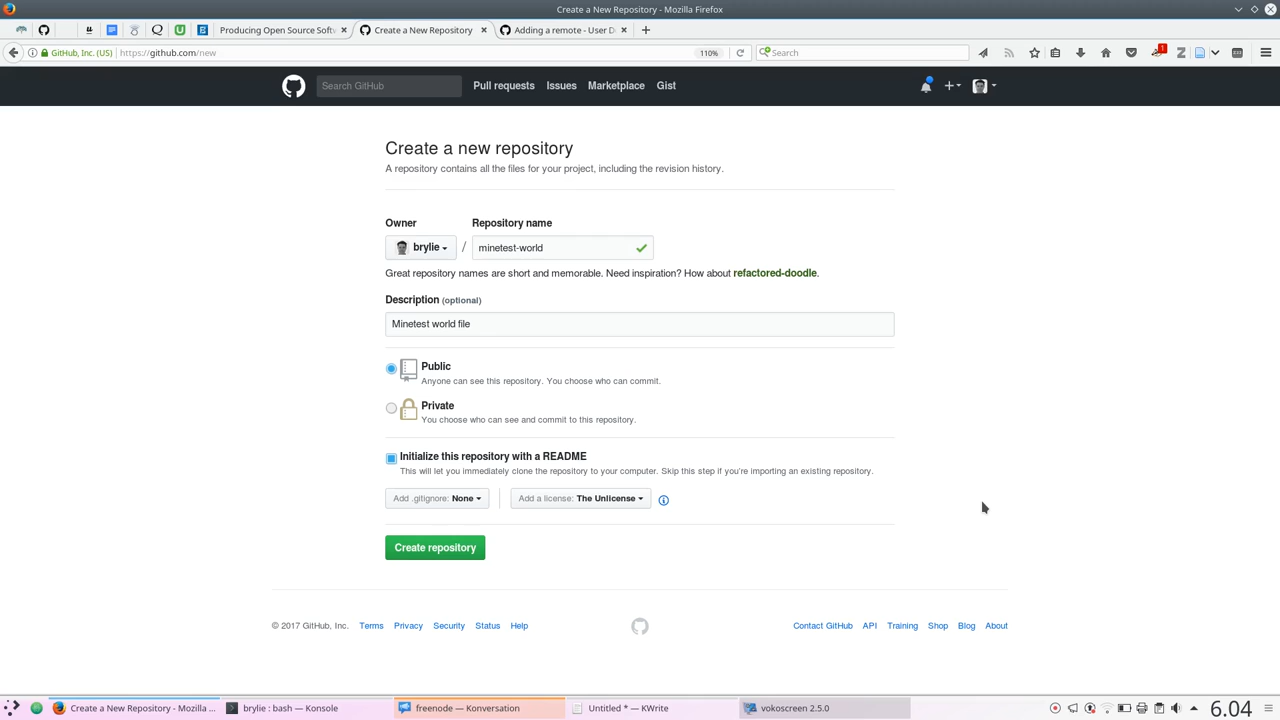 Create a New Repository - Mozilla Firefox
Producing Open Source Softw
Create a New Repository
Adding a remote - User D
GitHub, Inc. (US)
https://github.com/new
110%
Search
1
Search GitHub
Pull requests
Issues
Marketplace
Gist
Create a new repository
A repository contains all the files for your project, including the revision history.
Owner
Repository name
brylie
/
minetest-world
Great repository names are short and memorable. Need inspiration? How about refactored-doodle.
Description (optional)
Minetest world file
Public
Anyone can see this repository. You choose who can commit.
Private
You choose who can see and commit to this repository.
Initialize this repository with a README
This will let you immediately clone the repository to your computer. Skip this step if you're importing an existing repository.
Add .gitignore: None
Add a license: The Unlicense
Create repository
© 2017 GitHub, Inc.
Terms
Privacy
Security
Status
Help
Contact GitHub
API
Training
Shop
Blog
About
Create a New Repository - Mozilla ...
brylie : bash — Konsole
freenode — Konversation
Untitled * — KWrite
vokoscreen 2.5.0
6.04